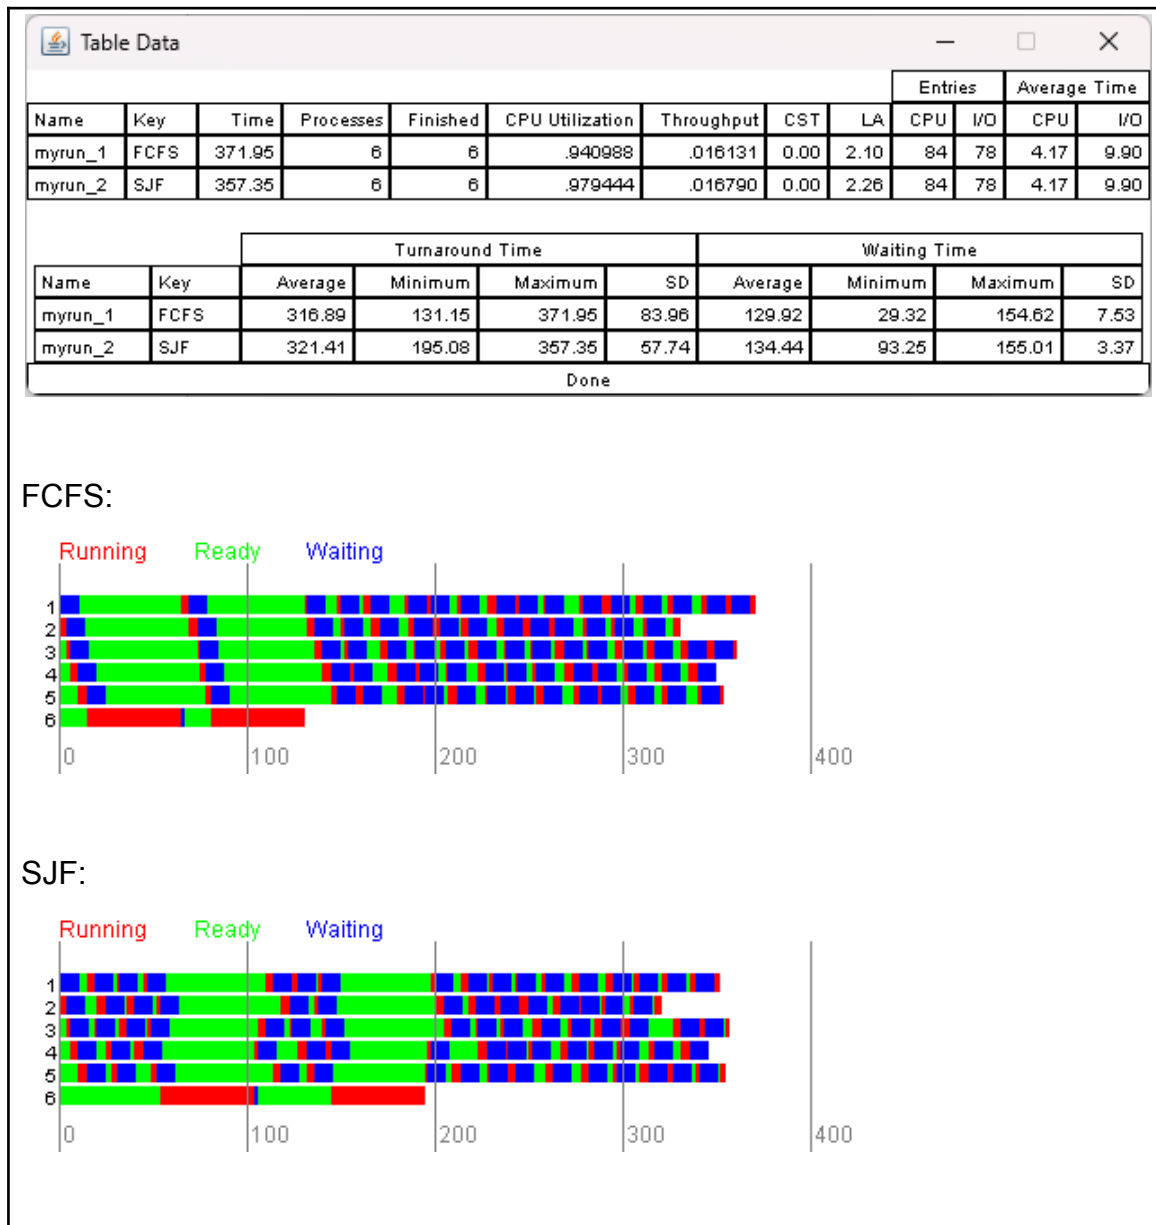 Table Data
Entries Average Time
Name Key Time Processes Finished CPU Utilization Throughput CST LA CPU I/O CPU I/O
myrun_1 FCFS 371.95 6 6 .940988 .016131 0.00 2.10 84 78 4.17 9.90
myrun_2 SJF 357.35 6 6 .979444 .016790 0.00 2.26 84 78 4.17 9.90
Turnaround Time Waiting Time
Name Key Average Minimum Maximum SD Average Minimum Maximum SD
myrun_1 FCFS 316.89 131.15 371.95 83.96 129.92 29.32 154.62 7.53
myrun_2 SJF 321.41 195.08 357.35 57.74 134.44 93.25 155.01 3.37
Done
FCFS:
Running Ready Waiting
1
2
3
4
5
6
0 100 200 300 400
SJF:
Running Ready Waiting
1
2
3
4
5
6
0 100 200 300 400